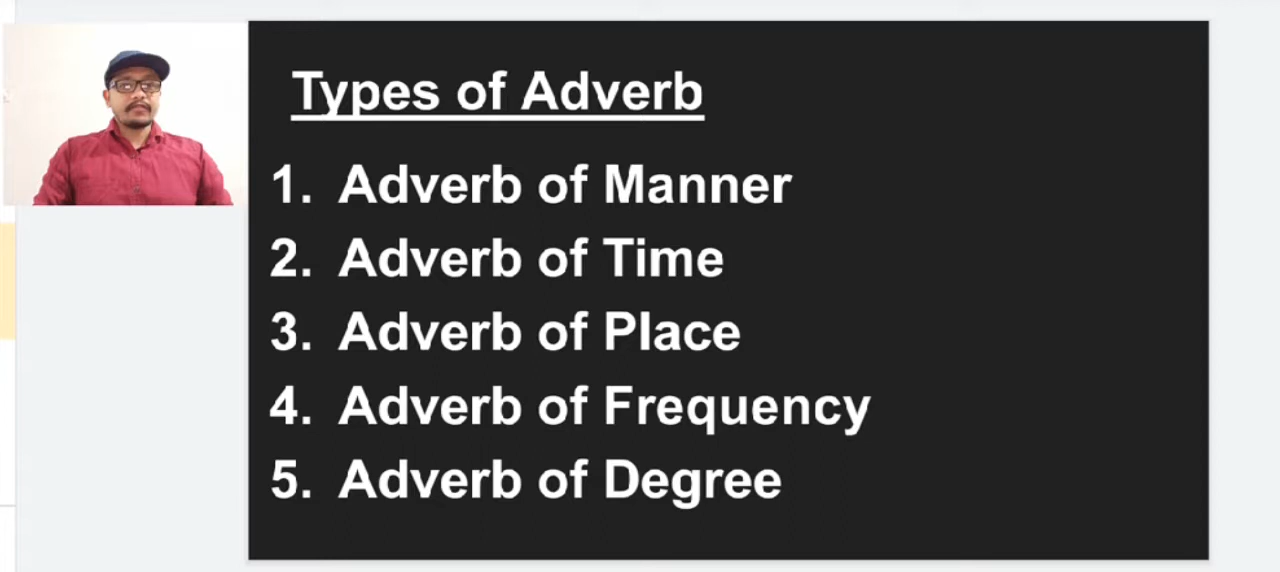 Types of Adverb
1. Adverb of Manner
2. Adverb of Time
3. Adverb of Place
4. Adverb of Frequency
5. Adverb of Degree